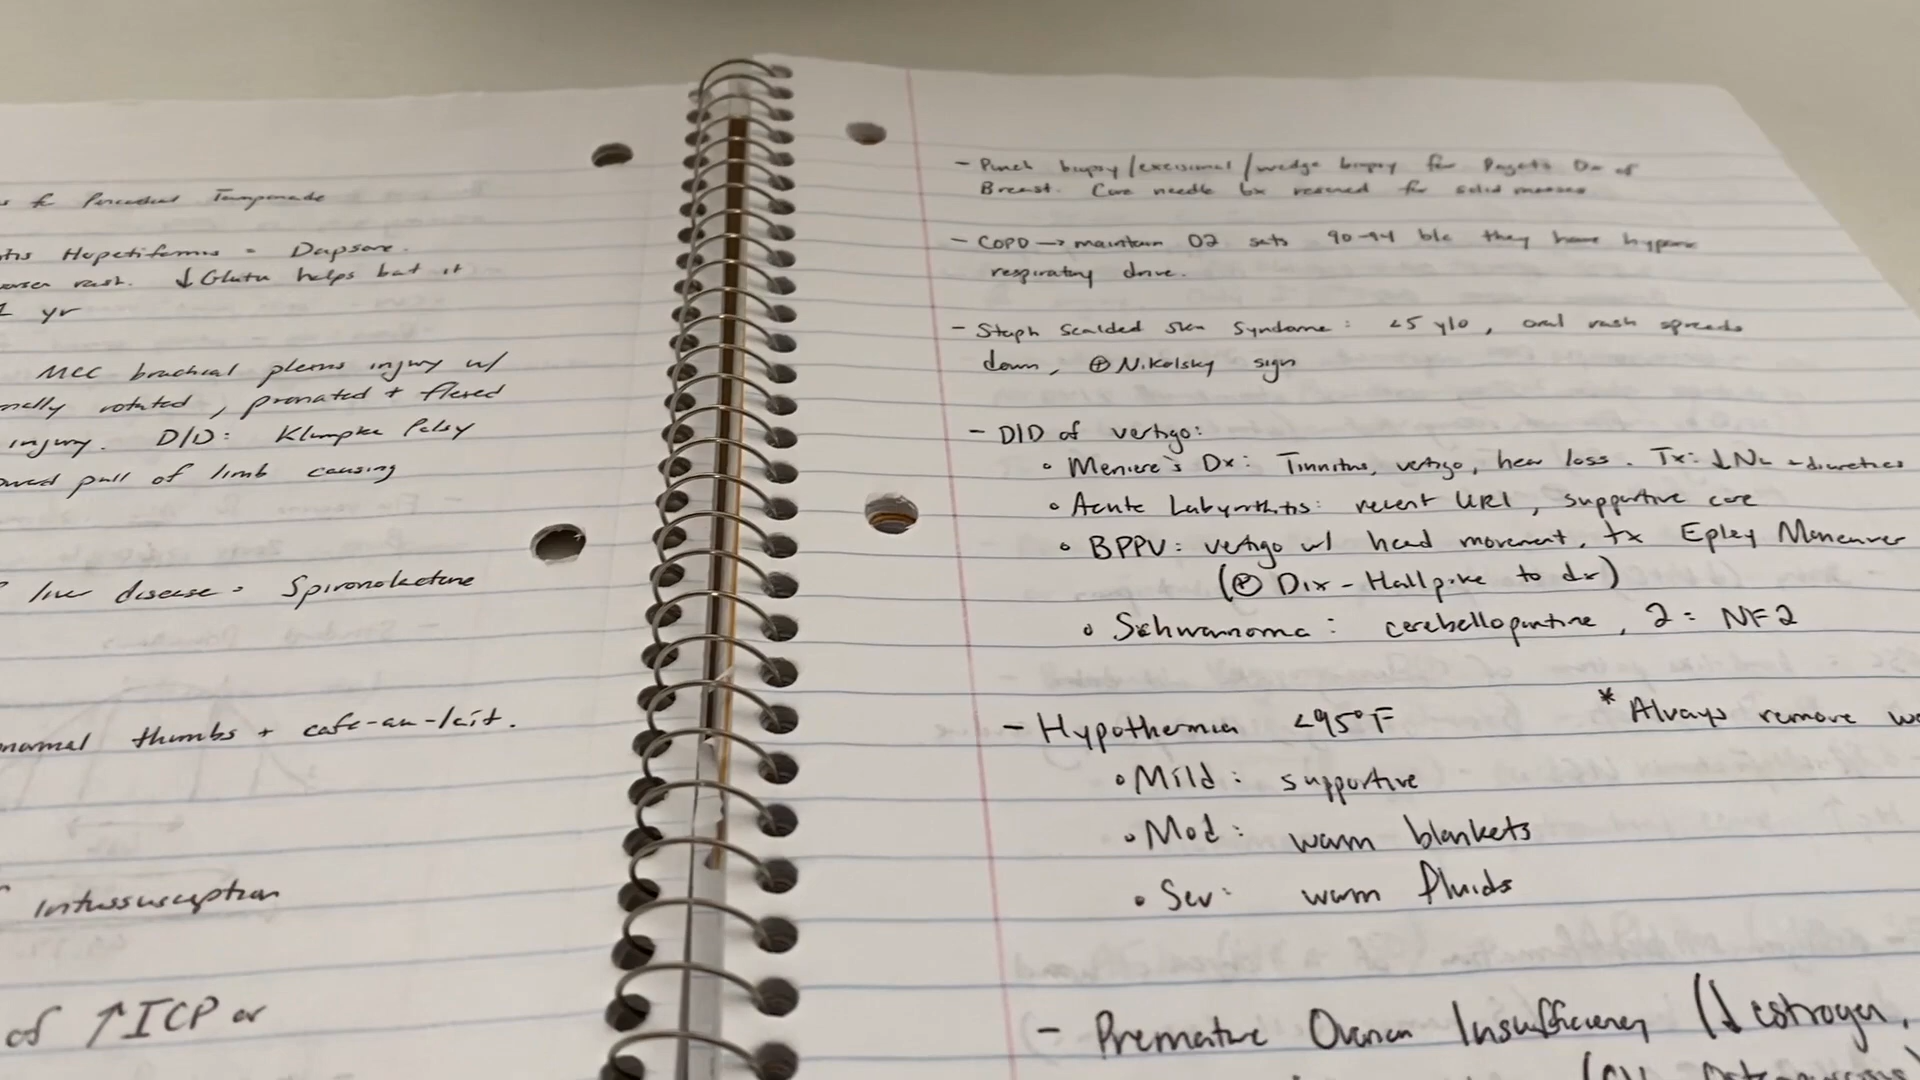 Pericardial Tamponade
Herpetiformis = Dapsone.
rash. ↓ Gluten helps but it
yr
MCC brachial plexus injury w/
rotated, pronated + flexed
injury. D/D: Klumpke Palsy
pull of limb causing
liver disease = Spironolactone
thumbs + cafe-au-lait.
Intussusception
of ↑ICP or
- Punch biopsy/excisional/wedge biopsy for Pagets Dx of
Breast. Core needle bx reserved for solid masses
- COPD → maintain O2 sats 90-94 b/c they have hypoxic
respiratory drive.
- Staph Scalded Skin Syndrome: <5 y/o, oral rash spreads
down, ⊕ Nikolsky sign
- D/D of vertigo:
• Meniere's Dx: Tinnitus, vertigo, hear loss. Tx: ↓Na + diuretics
• Acute Labyrinthitis: recent URI, supportive care
• BPPV: vertigo w/ head movement, tx Epley Maneuver
(⊕ Dix-Hallpike to dx)
• Schwannoma: cerebellopontine, 2 = NF2
- Hypothermia <95°F * Always remove
• Mild: supportive
• Mod: warm blankets
• Sev: warm fluids
- Premature Ovarian Insufficiency (↓ estrogen,